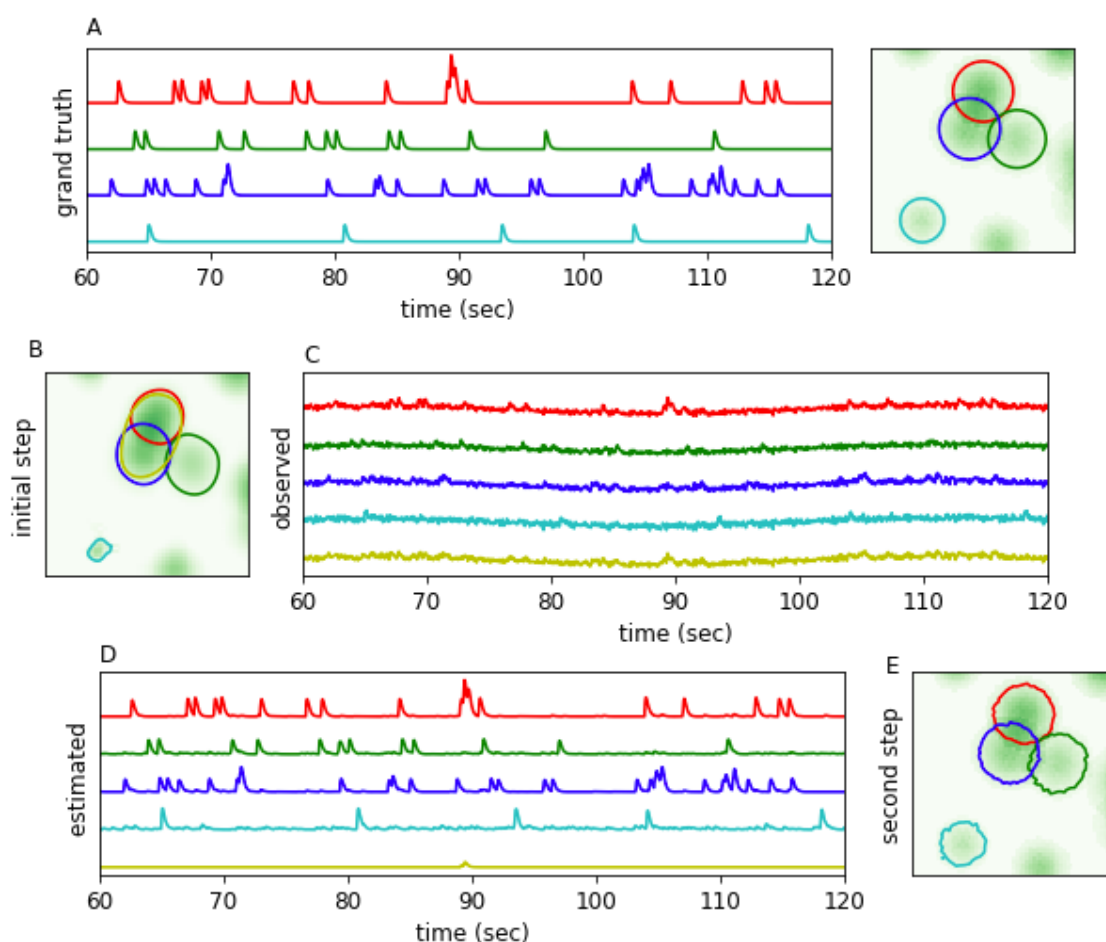 A
grand truth
60 70 80 90 100 110 120
time (sec)
B
initial step
C
observed
60 70 80 90 100 110 120
time (sec)
D
estimated
60 70 80 90 100 110 120
time (sec)
E
second step